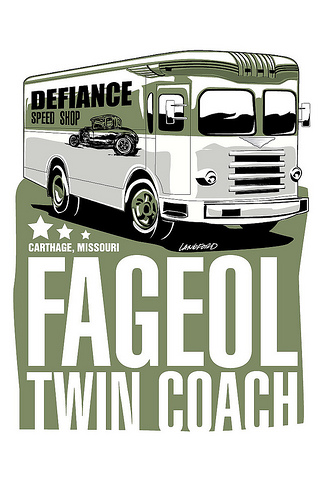 DEFIANCE
SPEED SHOP
CARTHAGE, MISSOURI
LANGFORD
FAGEOL
TWIN COACH